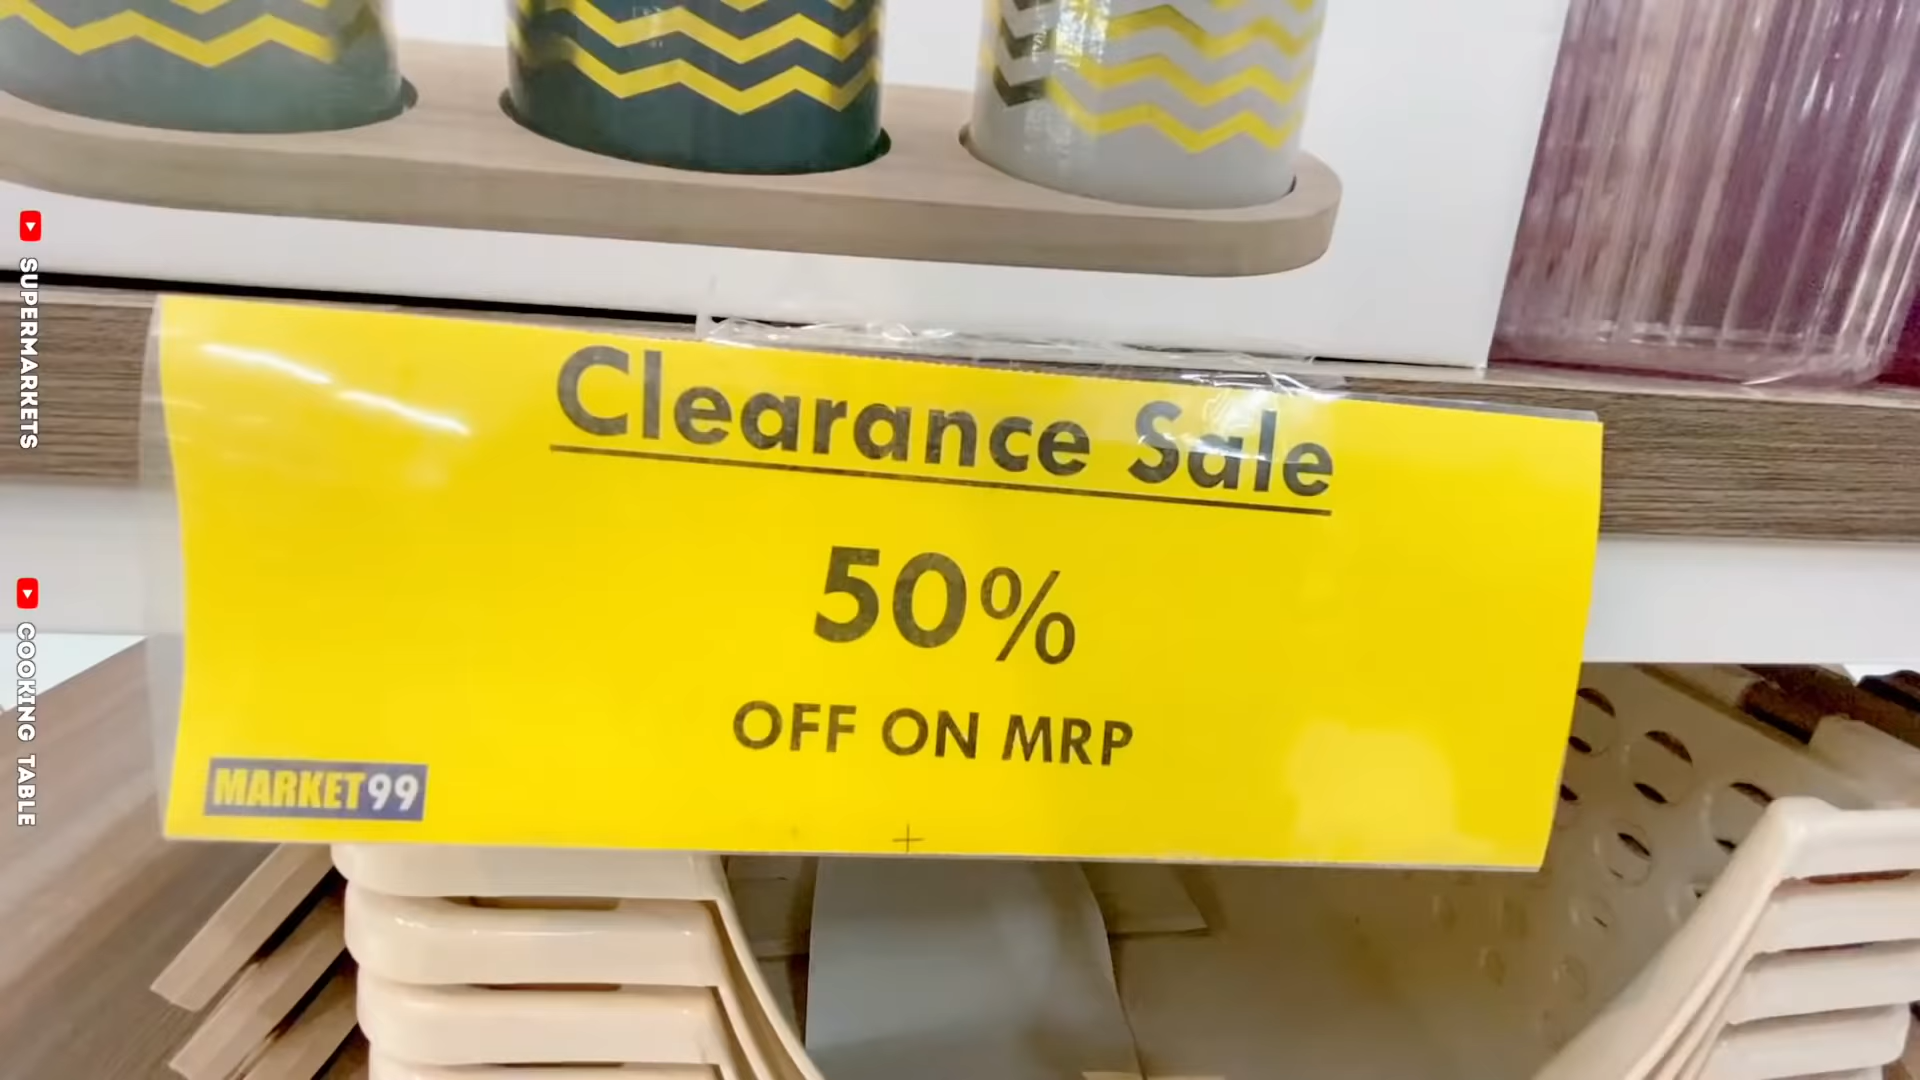 Clearance Sale
50%
OFF ON MRP
MARKET99
SUPERMARKETS
COOKING TABLE